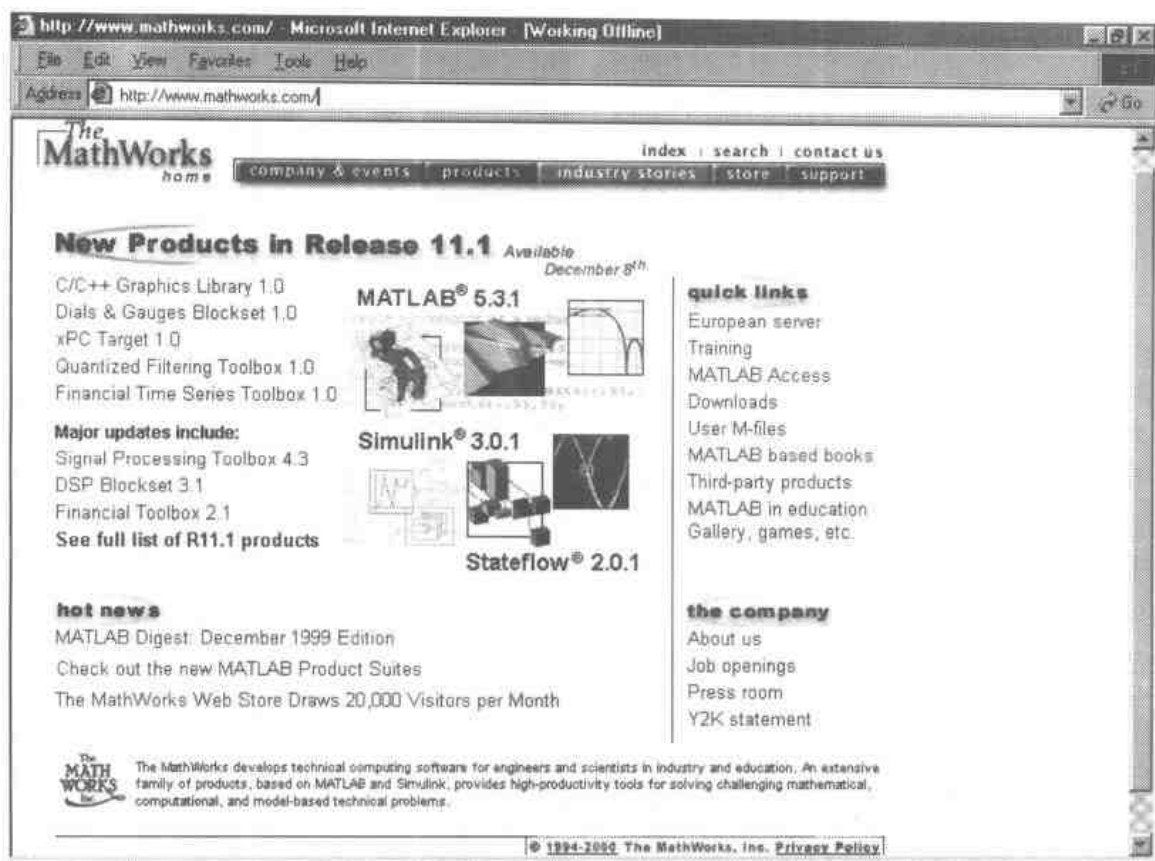 http://www.mathworks.com/ - Microsoft Internet Explorer - [Working Offline]
File Edit View Favorites Tools Help
Address http://www.mathworks.com/ Go
The
MathWorks
home
index | search | contact us
company & events products industry stories store support
New Products in Release 11.1 Available
December 8th
C/C++ Graphics Library 1.0
Dials & Gauges Blockset 1.0
xPC Target 1.0
Quantized Filtering Toolbox 1.0
Financial Time Series Toolbox 1.0
Major updates include:
Signal Processing Toolbox 4.3
DSP Blockset 3.1
Financial Toolbox 2.1
See full list of R11.1 products
MATLAB® 5.3.1
Simulink® 3.0.1
Stateflow® 2.0.1
quick links
European server
Training
MATLAB Access
Downloads
User M-files
MATLAB based books
Third-party products
MATLAB in education
Gallery, games, etc.
hot news
MATLAB Digest: December 1999 Edition
Check out the new MATLAB Product Suites
The MathWorks Web Store Draws 20,000 Visitors per Month
the company
About us
Job openings
Press room
Y2K statement
The
MATH
WORKS
Inc.
The MathWorks develops technical computing software for engineers and scientists in industry and education. An extensive
family of products, based on MATLAB and Simulink, provides high-productivity tools for solving challenging mathematical,
computational, and model-based technical problems.
© 1994-2000 The MathWorks, Inc. Privacy Policy